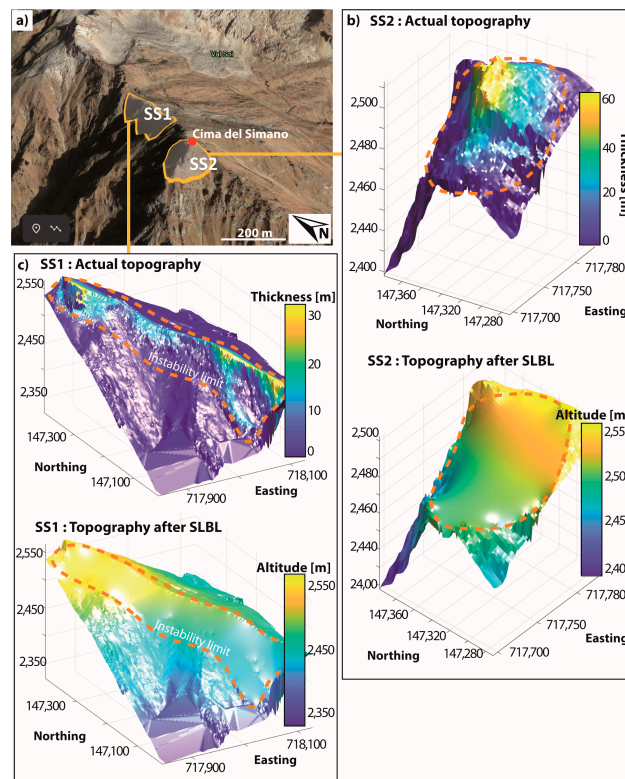 a)
Val Soi
SS1
Cima del Simano
SS2
200 m
N
b)
SS2 : Actual topography
2,500
2,480
2,460
2,440
2,400
60
40
20
0
Thickness [m]
147,360
147,320
147,280
Northing
717,700
717,750
717,780
Easting
SS2 : Topography after SLBL
Altitude [m]
2,500
2,480
2,460
2,440
24,00
2,55
2,50
2,45
2,40
147,360
147,320
147,280
Northing
717,700
717,750
717,780
Easting
c)
SS1 : Actual topography
2,550
2,450
2,350
Thickness [m]
30
20
10
0
Instability limit
147,300
147,100
Northing
717,900
718,100
Easting
SS1 : Topography after SLBL
2,550
2,450
2,350
Altitude [m]
2,550
2,450
2,350
Instability limit
147,300
147,100
Northing
717,900
718,100
Easting